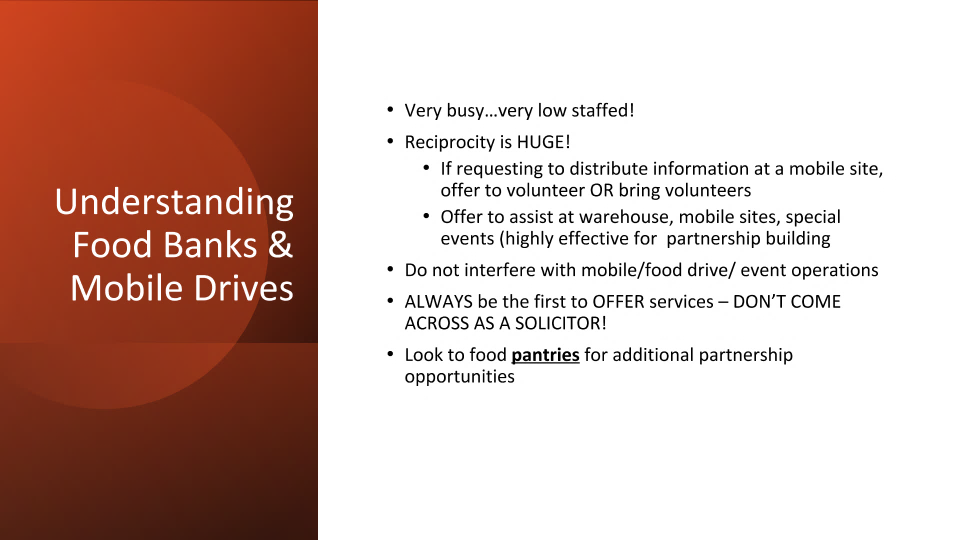 Understanding
Food Banks &
Mobile Drives
• Very busy…very low staffed!
• Reciprocity is HUGE!
• If requesting to distribute information at a mobile site,
offer to volunteer OR bring volunteers
• Offer to assist at warehouse, mobile sites, special
events (highly effective for  partnership building
• Do not interfere with mobile/food drive/ event operations
• ALWAYS be the first to OFFER services – DON’T COME
ACROSS AS A SOLICITOR!
• Look to food pantries for additional partnership
opportunities